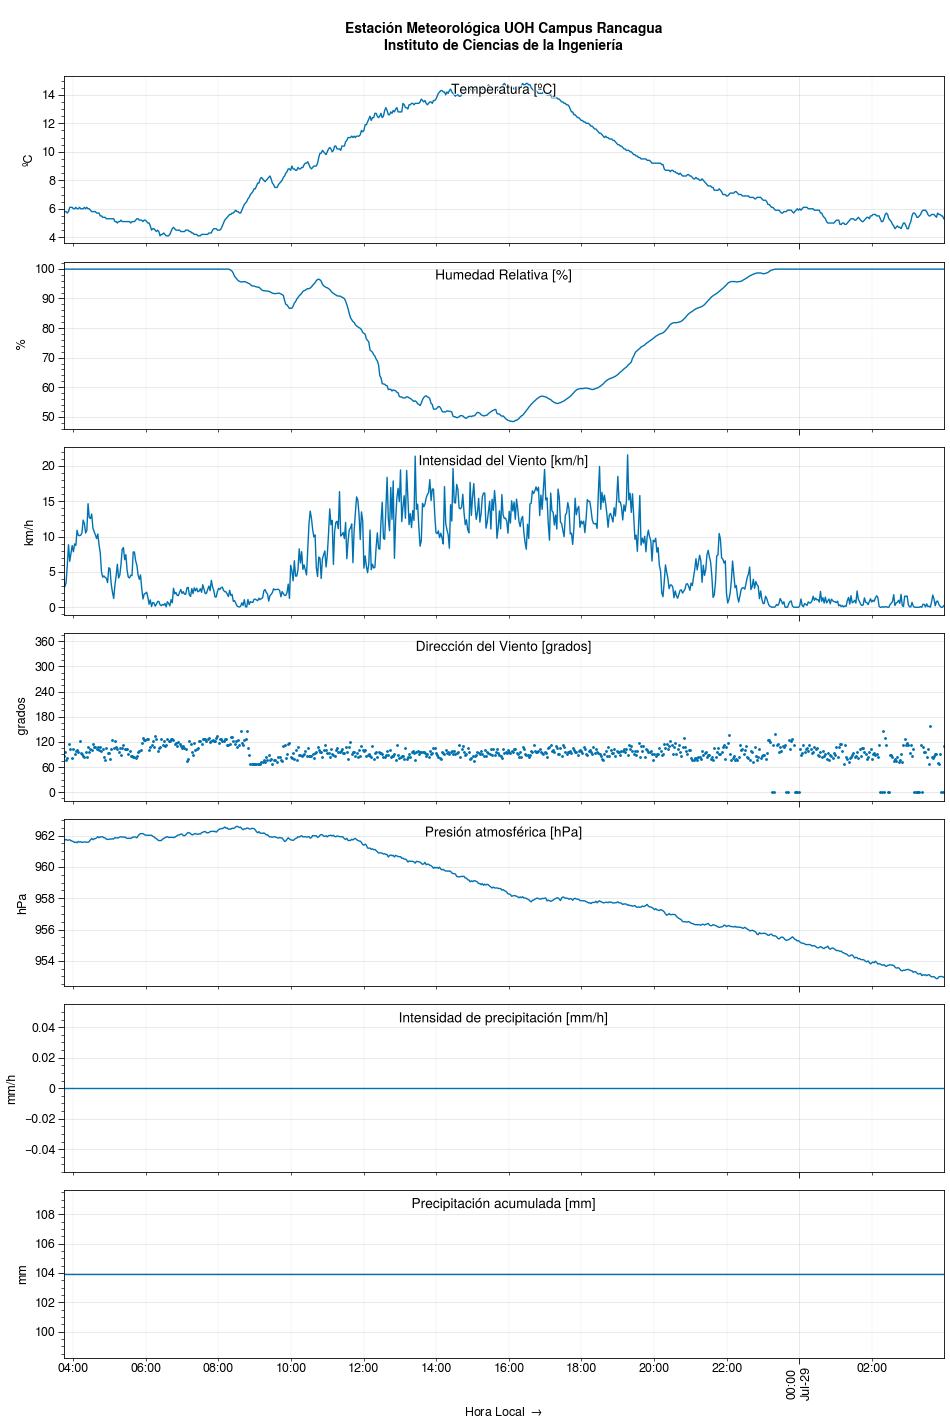 Estación Meteorológica UOH Campus Rancagua
Instituto de Ciencias de la Ingeniería
Temperatura [ºC]
14
12
10
8
6
4
ºC
Humedad Relativa [%]
100
90
80
70
60
50
%
Intensidad del Viento [km/h]
20
15
10
5
0
km/h
Dirección del Viento [grados]
360
300
240
180
120
60
0
grados
Presión atmosférica [hPa]
962
960
958
956
954
hPa
Intensidad de precipitación [mm/h]
0.04
0.02
0
−0.02
−0.04
mm/h
Precipitación acumulada [mm]
108
106
104
102
100
mm
04:00 06:00 08:00 10:00 12:00 14:00 16:00 18:00 20:00 22:00 00:00 02:00
Jul-29
Hora Local →